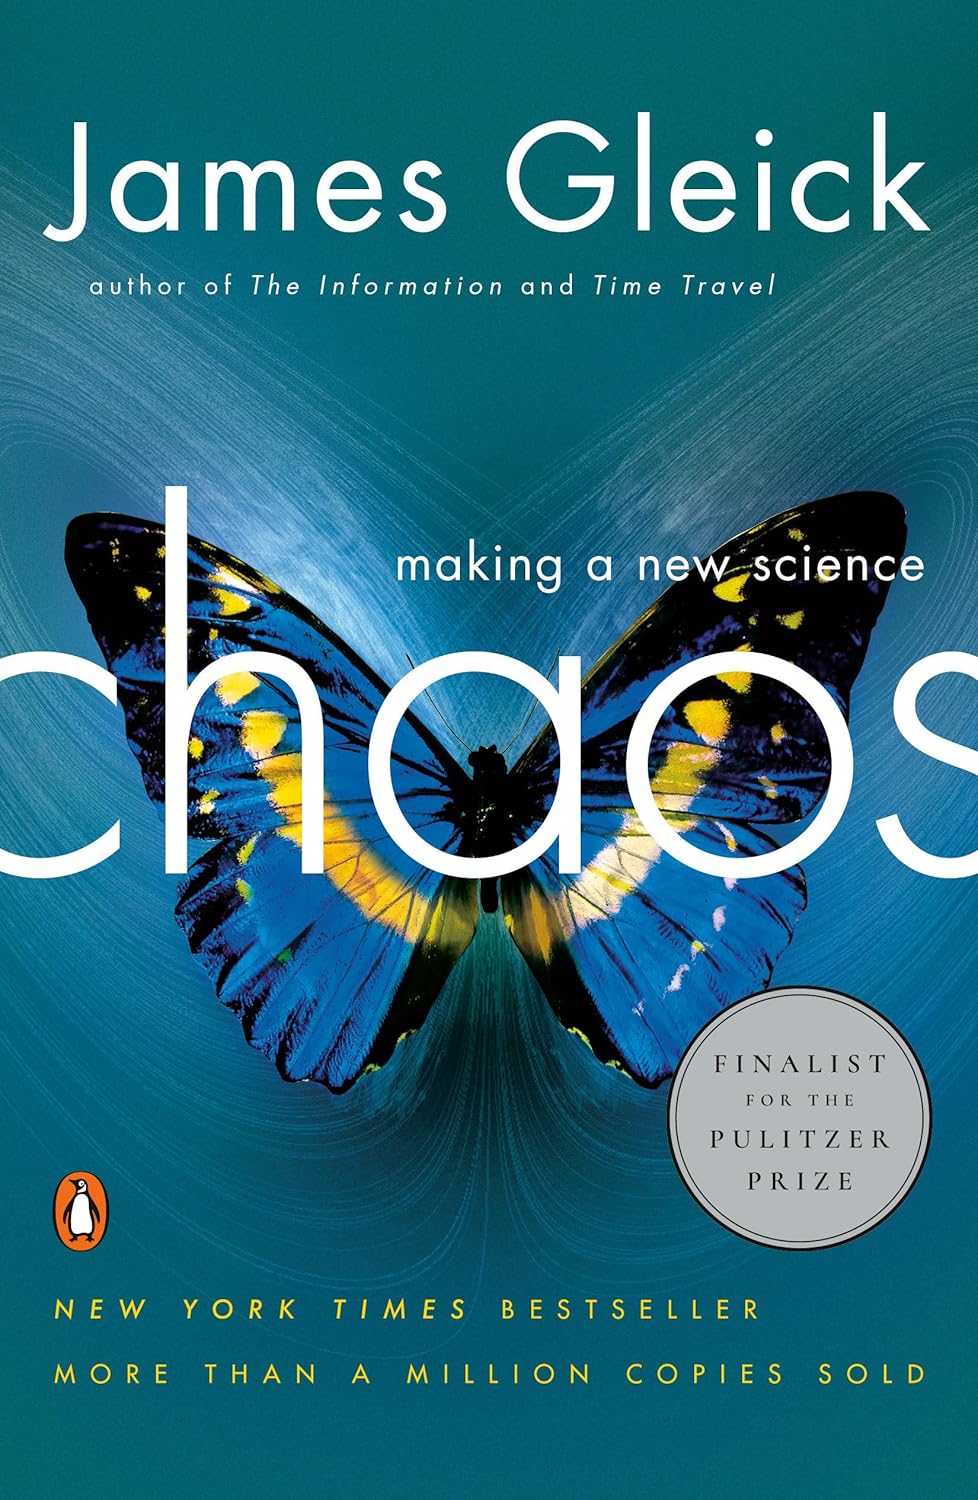 James Gleick
author of The Information and Time Travel
making a new science
chaos
FINALIST
FOR THE
PULITZER
PRIZE
NEW YORK TIMES BESTSELLER
MORE THAN A MILLION COPIES SOLD